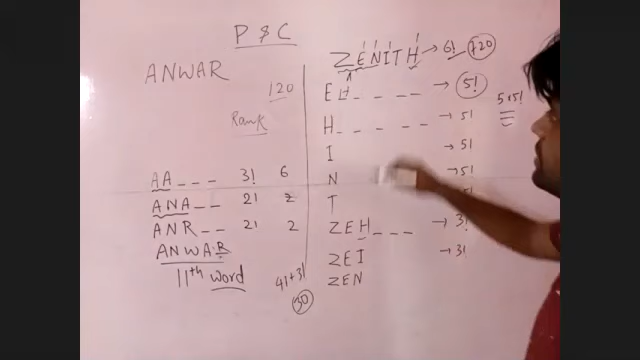 P & C
ANWAR
120
Rank
AA _ _ _ 3! 6
ANA _ _ 2! 2
ANR _ _ 2! 2
ANWAR
11th word
4! + 3!
30
ZENITH → 6! 720
E _ _ _ _ → 5!
5×5!
H _ _ _ _ _ → 5!
I → 5!
N → 5!
T 5!
ZEH _ _ _ → 3!
ZEI → 3!
ZEN